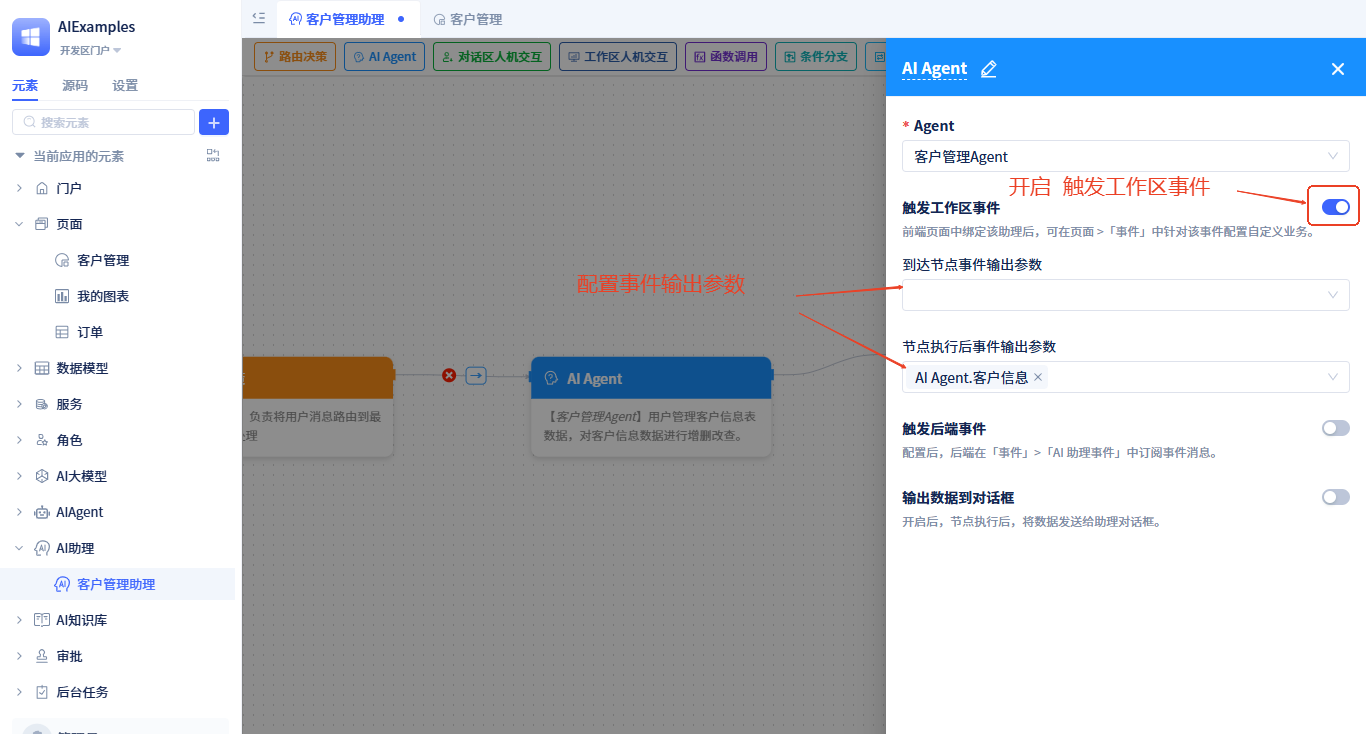 AIExamples
开发区门户
元素 源码 设置
搜索元素
当前应用的元素
门户
页面
客户管理
我的图表
订单
数据模型
服务
角色
AI大模型
AIAgent
AI助理
客户管理助理
AI知识库
审批
后台任务
客户管理助理 客户管理
路由决策 AI Agent 对话区人机交互 工作区人机交互 函数调用 条件分支
负责将用户消息路由到最
处理
AI Agent
【客户管理Agent】用户管理客户信息表
数据，对客户信息数据进行增删改查。
配置事件输出参数
AI Agent
* Agent
客户管理Agent
开启 触发工作区事件
触发工作区事件
前端页面中绑定该助理后，可在页面 >「事件」中针对该事件配置自定义业务。
到达节点事件输出参数
节点执行后事件输出参数
AI Agent.客户信息 ×
触发后端事件
配置后，后端在「事件」>「AI 助理事件」中订阅事件消息。
输出数据到对话框
开启后，节点执行后，将数据发送给助理对话框。